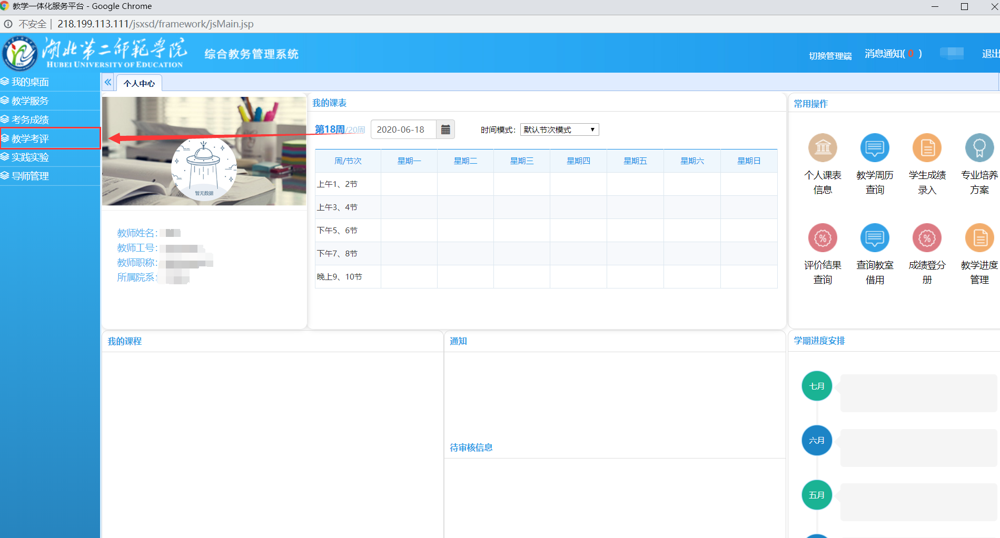 教学一体化服务平台 - Google Chrome
不安全 | 218.199.113.111/jsxsd/framework/jsMain.jsp
湖北第二师范学院
HUBEI UNIVERSITY OF EDUCATION
综合教务管理系统
切换管理端
消息通知( 0 )
退出
我的桌面
教学服务
考务成绩
教学考评
实践实验
导师管理
个人中心
暂无数据
教师姓名:
教师工号:
教师职称:
所属院系:
我的课表
第18周/20周
2020-06-18
时间模式:
默认节次模式
周/节次 星期一 星期二 星期三 星期四 星期五 星期六 星期日
上午1、2节
上午3、4节
下午5、6节
下午7、8节
晚上9、10节
常用操作
个人课表
信息
教学周历
查询
学生成绩
录入
专业培养
方案
评价结果
查询
查询教室
借用
成绩登分
册
教学进度
管理
我的课程
通知
待审核信息
学期进度安排
七月
六月
五月